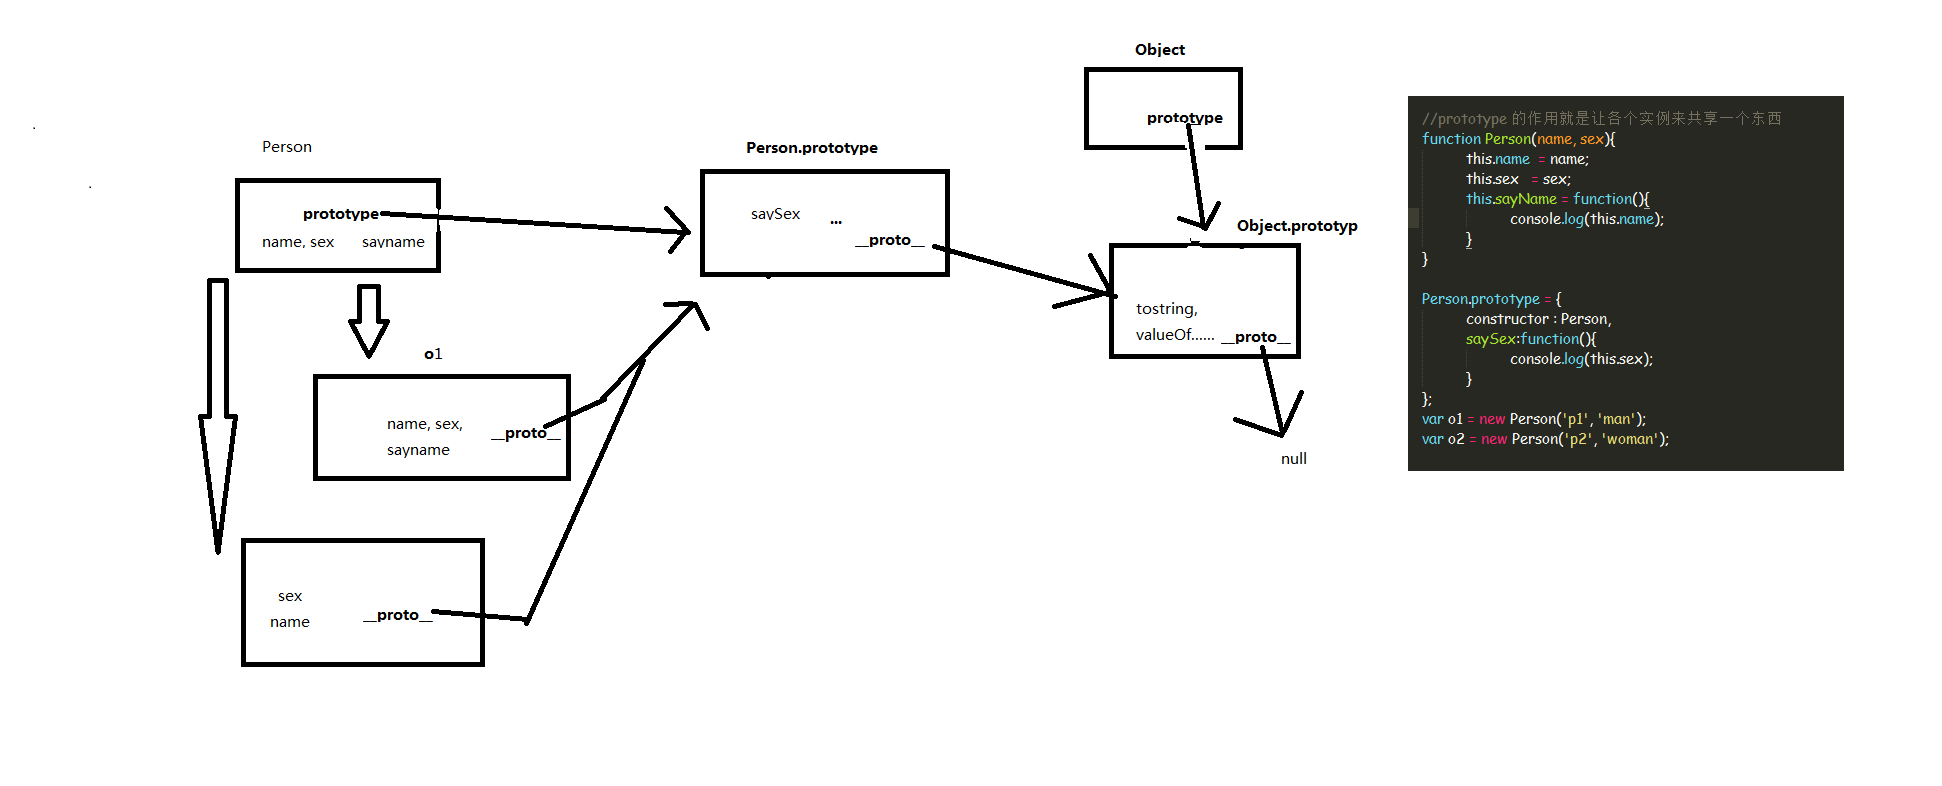 Person
prototype
name, sex sayname
o1
name, sex,
sayname
__proto__
sex
name
__proto__
Person.prototype
saySex ...
__proto__
Object
prototype
Object.prototyp
tostring,
valueOf...... __proto__
null
//prototype 的作用就是让各个实例来共享一个东西
function Person(name, sex){
this.name = name;
this.sex = sex;
this.sayName = function(){
console.log(this.name);
}
}
Person.prototype = {
constructor : Person,
saySex:function(){
console.log(this.sex);
}
};
var o1 = new Person('p1', 'man');
var o2 = new Person('p2', 'woman');